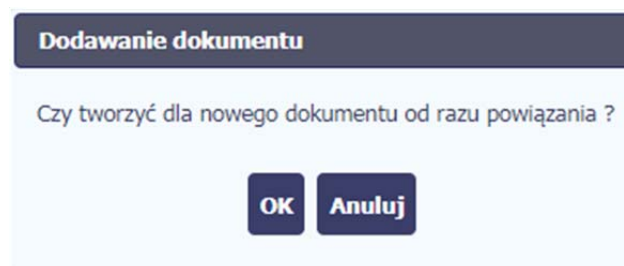 Dodawanie dokumentu
Czy tworzyć dla nowego dokumentu od razu powiązania ?
OK Anuluj